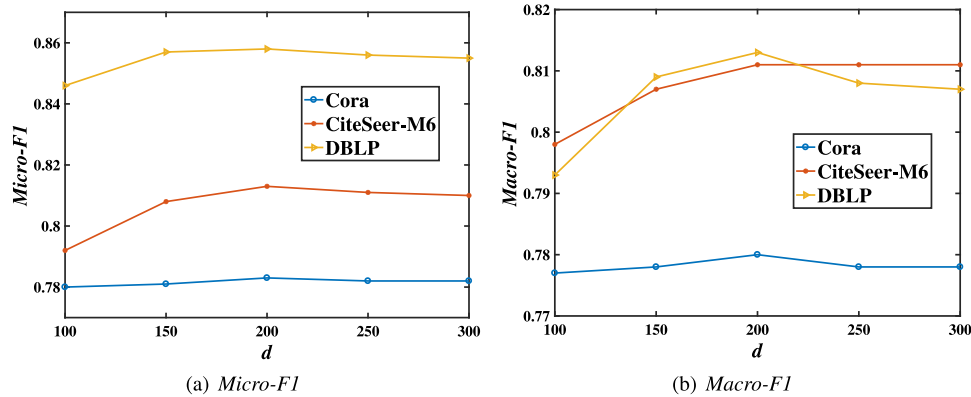 0.86
0.84
0.82
0.8
0.78
Micro-F1
Cora
CiteSeer-M6
DBLP
100 150 200 250 300
d
(a) Micro-F1
0.82
0.81
0.8
0.79
0.78
0.77
Macro-F1
Cora
CiteSeer-M6
DBLP
100 150 200 250 300
d
(b) Macro-F1